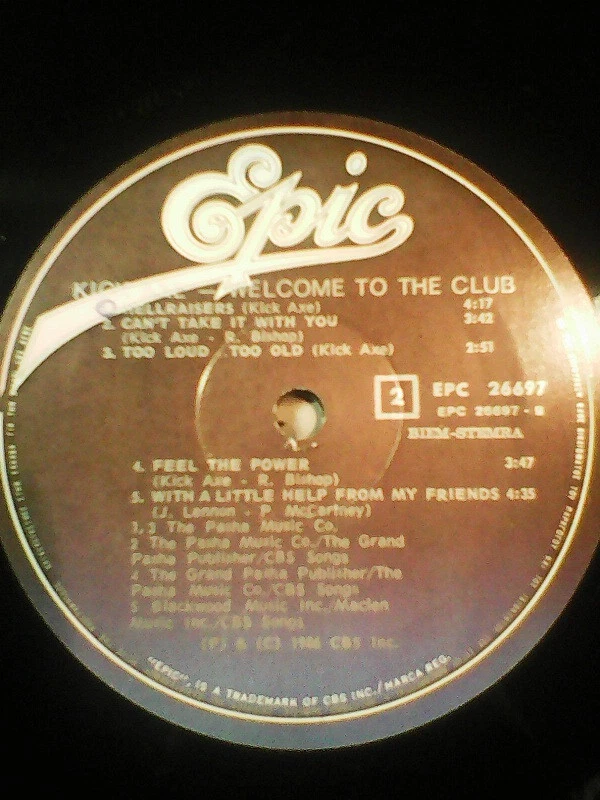 Epic
KICK AXE – WELCOME TO THE CLUB
HELLRAISERS (Kick Axe) 4:17
2. CAN'T TAKE IT WITH YOU 3:42
(Kick Axe - R. Bishop)
3. TOO LOUD TOO OLD (Kick Axe) 2:51
2 EPC 26697
EPC 26697 - B
BIEM-STEMRA
4. FEEL THE POWER 3:47
(Kick Axe - R. Bishop)
5. WITH A LITTLE HELP FROM MY FRIENDS 4:35
(J. Lennon - P. McCartney)
1, 3 The Pasha Music Co.
2 The Pasha Music Co./The Grand
Pasha Publisher/CBS Songs
4 The Grand Pasha Publisher/The
Pasha Music Co./CBS Songs
5 Blackwood Music Inc./Maclen
Music Inc./CBS Songs
(P) & (C) 1986 CBS Inc.
"EPIC", IS A TRADEMARK OF CBS INC./MARCA REG.